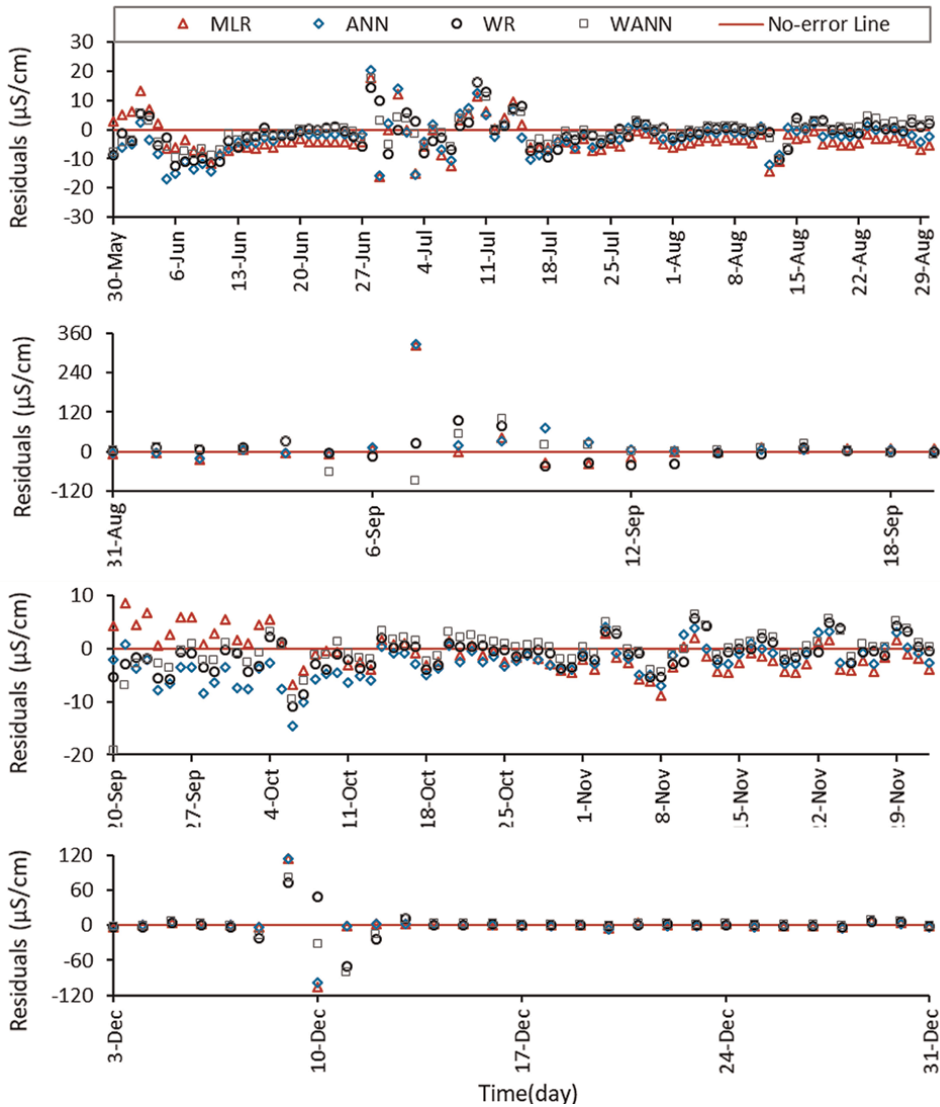 MLR ANN WR WANN No-error Line
Residuals (µS/cm)
30
20
10
0
-10
-20
-30
30-May 6-Jun 13-Jun 20-Jun 27-Jun 4-Jul 11-Jul 18-Jul 25-Jul 1-Aug 8-Aug 15-Aug 22-Aug 29-Aug
Residuals (µS/cm)
360
240
120
0
-120
31-Aug 6-Sep 12-Sep 18-Sep
Residuals (µS/cm)
10
0
-10
-20
20-Sep 27-Sep 4-Oct 11-Oct 18-Oct 25-Oct 1-Nov 8-Nov 15-Nov 22-Nov 29-Nov
Residuals (µS/cm)
120
60
0
-60
-120
3-Dec 10-Dec 17-Dec 24-Dec 31-Dec
Time(day)